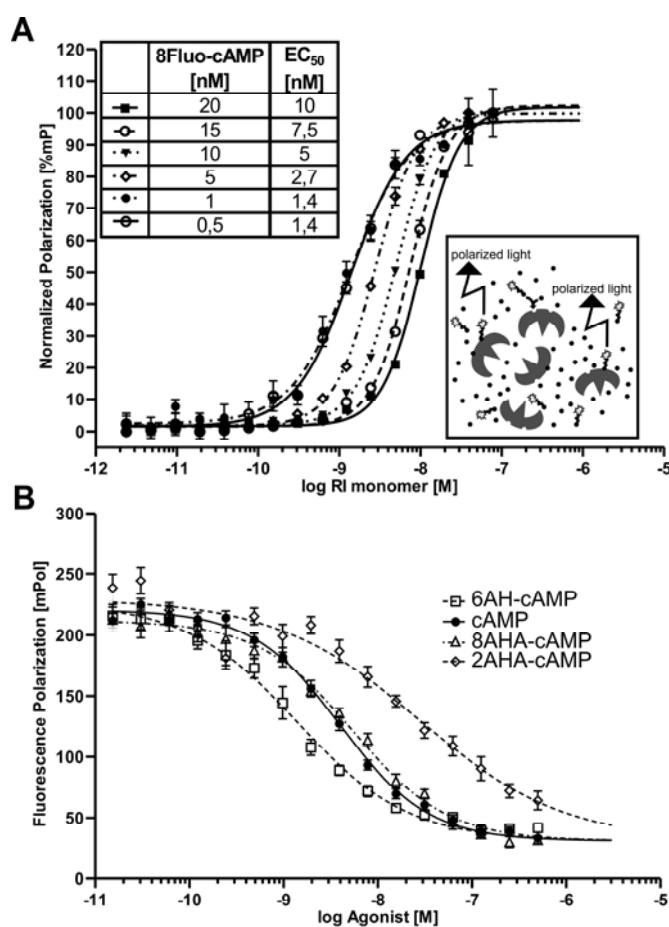 A
8Fluo-cAMP [nM] EC50 [nM]
20 10
15 7,5
10 5
5 2,7
1 1,4
0,5 1,4
Normalized Polarization [%mP]
120
110
100
90
80
70
60
50
40
30
20
10
0
polarized light
polarized light
-12 -11 -10 -9 -8 -7 -6 -5
log RI monomer [M]
B
Fluorescence Polarization [mPol]
300
250
200
150
100
50
0
6AH-cAMP
cAMP
8AHA-cAMP
2AHA-cAMP
-11 -10 -9 -8 -7 -6 -5
log Agonist [M]